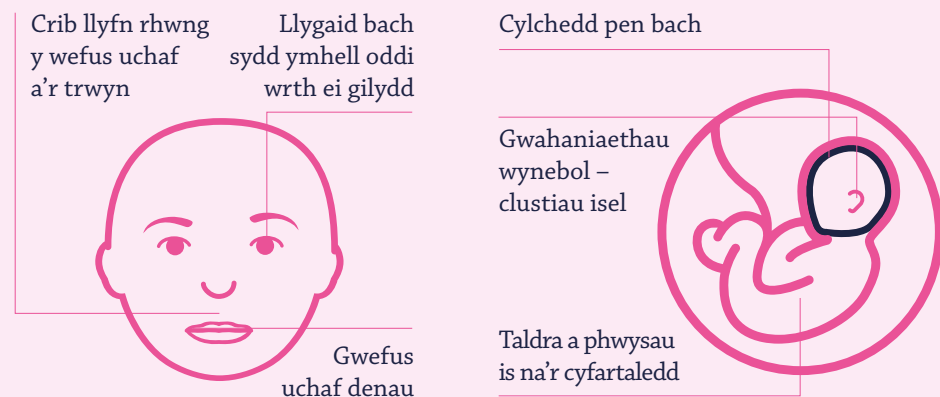 Crib llyfn rhwng
y wefus uchaf
a'r trwyn
Llygaid bach
sydd ymhell oddi
wrth ei gilydd
Gwefus
uchaf denau
Cylchedd pen bach
Gwahaniaethau
wynebol –
clustiau isel
Taldra a phwysau
is na'r cyfartaledd